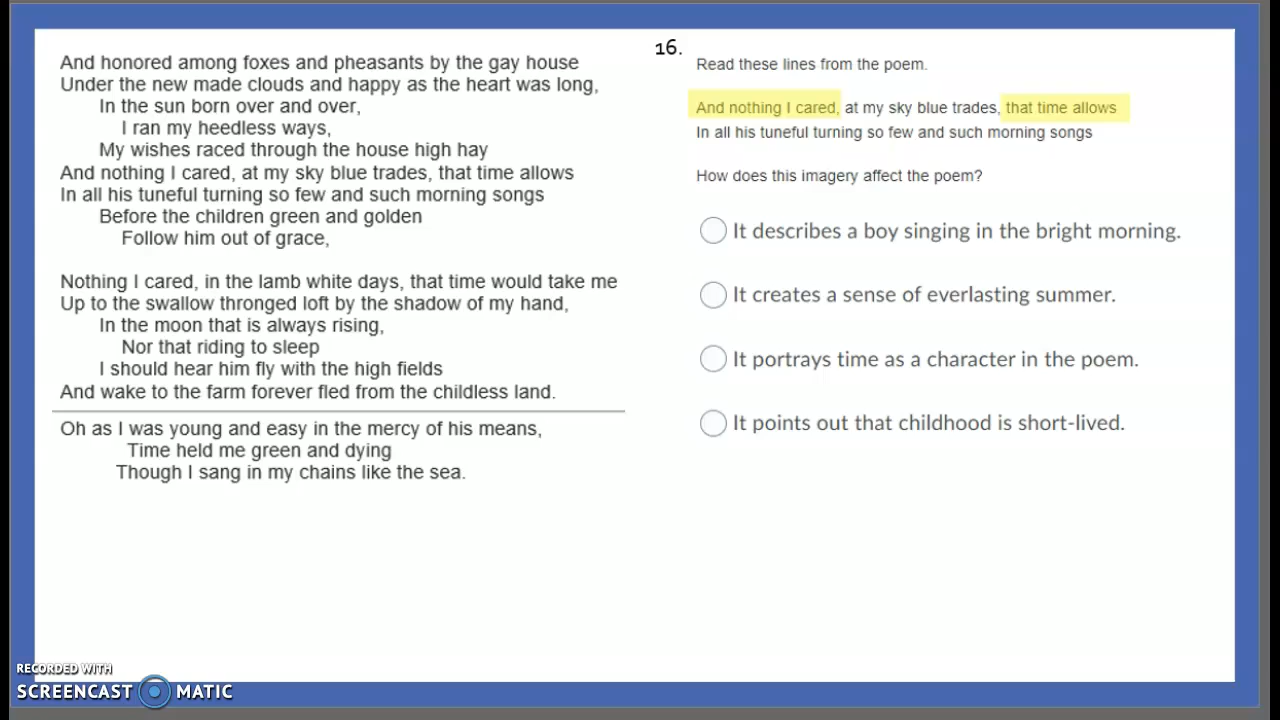 And honored among foxes and pheasants by the gay house
Under the new made clouds and happy as the heart was long,
In the sun born over and over,
I ran my heedless ways,
My wishes raced through the house high hay
And nothing I cared, at my sky blue trades, that time allows
In all his tuneful turning so few and such morning songs
Before the children green and golden
Follow him out of grace,
Nothing I cared, in the lamb white days, that time would take me
Up to the swallow thronged loft by the shadow of my hand,
In the moon that is always rising,
Nor that riding to sleep
I should hear him fly with the high fields
And wake to the farm forever fled from the childless land.
Oh as I was young and easy in the mercy of his means,
Time held me green and dying
Though I sang in my chains like the sea.
16.
Read these lines from the poem.
And nothing I cared, at my sky blue trades, that time allows
In all his tuneful turning so few and such morning songs
How does this imagery affect the poem?
It describes a boy singing in the bright morning.
It creates a sense of everlasting summer.
It portrays time as a character in the poem.
It points out that childhood is short-lived.
RECORDED WITH
SCREENCAST MATIC